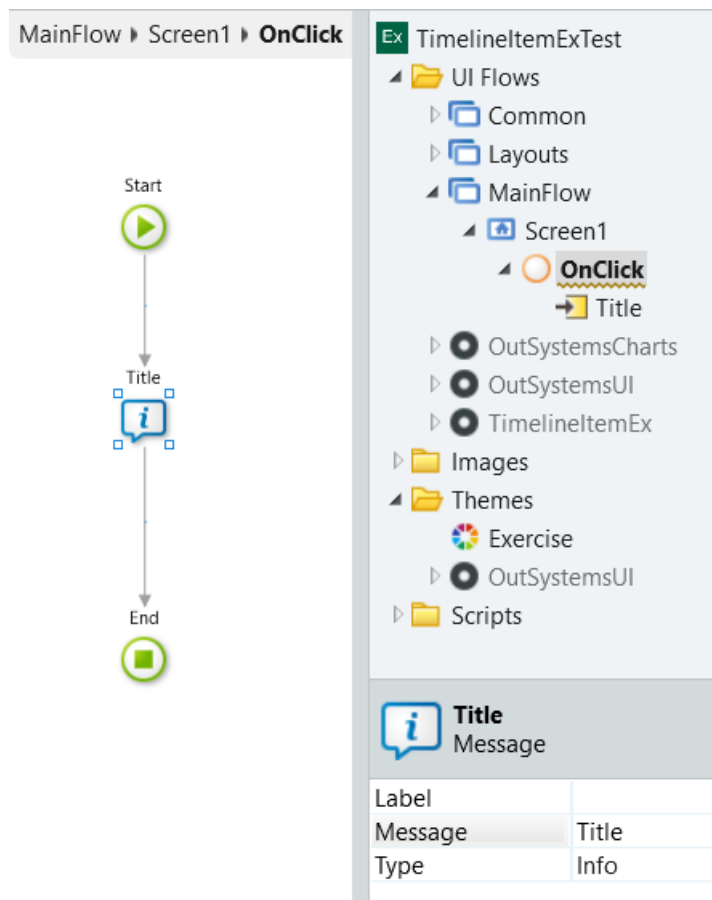 MainFlow Screen1 OnClick
Start
Title
i
End
Ex TimelineItemExTest
UI Flows
Common
Layouts
MainFlow
Screen1
OnClick
Title
OutSystemsCharts
OutSystemsUI
TimelineItemEx
Images
Themes
Exercise
OutSystemsUI
Scripts
i
Title
Message
Label
Message Title
Type Info